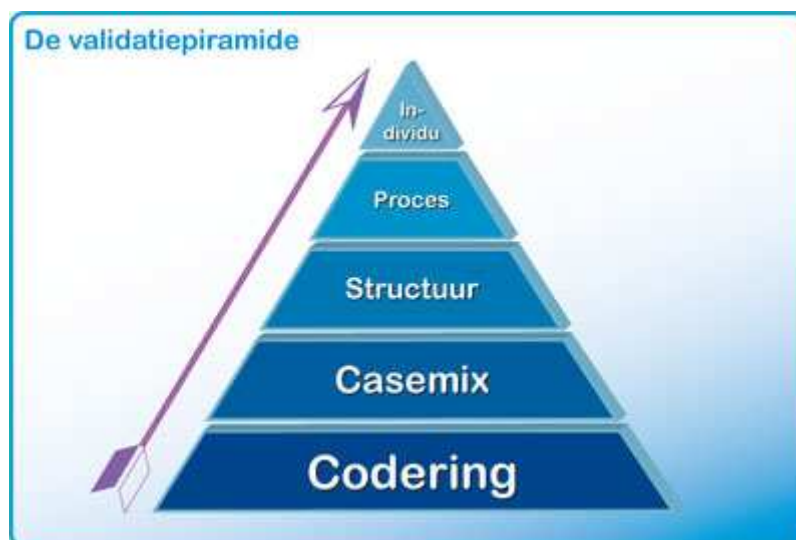 De validatiepiramide
In-
dividu
Proces
Structuur
Casemix
Codering